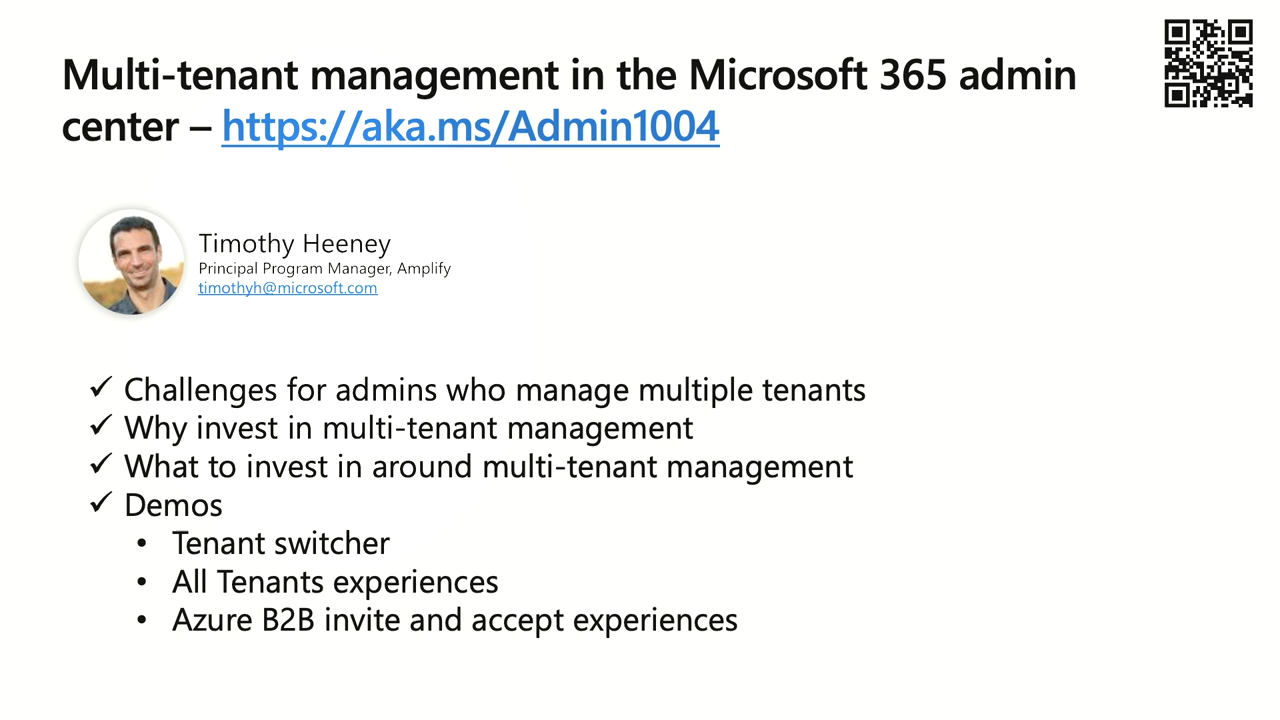 Multi-tenant management in the Microsoft 365 admin
center – https://aka.ms/Admin1004
Timothy Heeney
Principal Program Manager, Amplify
timothyh@microsoft.com
✓ Challenges for admins who manage multiple tenants
✓ Why invest in multi-tenant management
✓ What to invest in around multi-tenant management
✓ Demos
• Tenant switcher
• All Tenants experiences
• Azure B2B invite and accept experiences